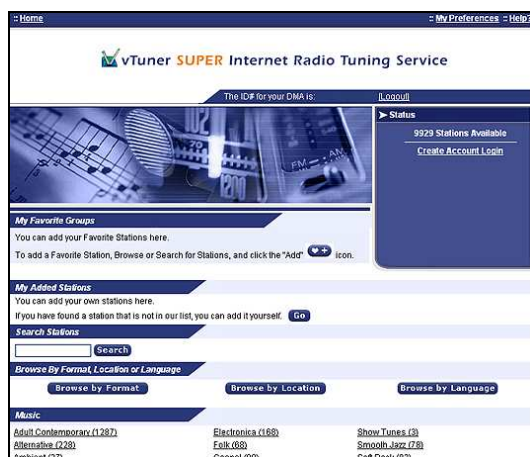 :: Home :: My Preferences :: Help?
vTuner SUPER Internet Radio Tuning Service
The ID# for your DMA is: [Logout]
Status
9929 Stations Available
Create Account Login
FM AM
My Favorite Groups
You can add your Favorite Stations here.
To add a Favorite Station, Browse or Search for Stations, and click the "Add" icon.
My Added Stations
You can add your own stations here.
If you have found a station that is not in our list, you can add it yourself. Go
Search Stations
Search
Browse By Format, Location or Language
Browse by Format Browse by Location Browse by Language
Music
Adult Contemporary (1287) Electronica (168) Show Tunes (3)
Alternative (228) Folk (68) Smooth Jazz (78)